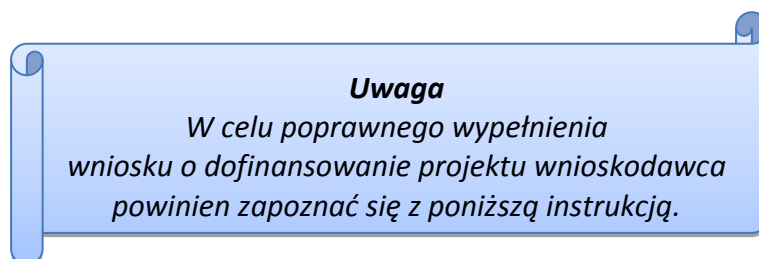 Uwaga
W celu poprawnego wypełnienia
wniosku o dofinansowanie projektu wnioskodawca
powinien zapoznać się z poniższą instrukcją.